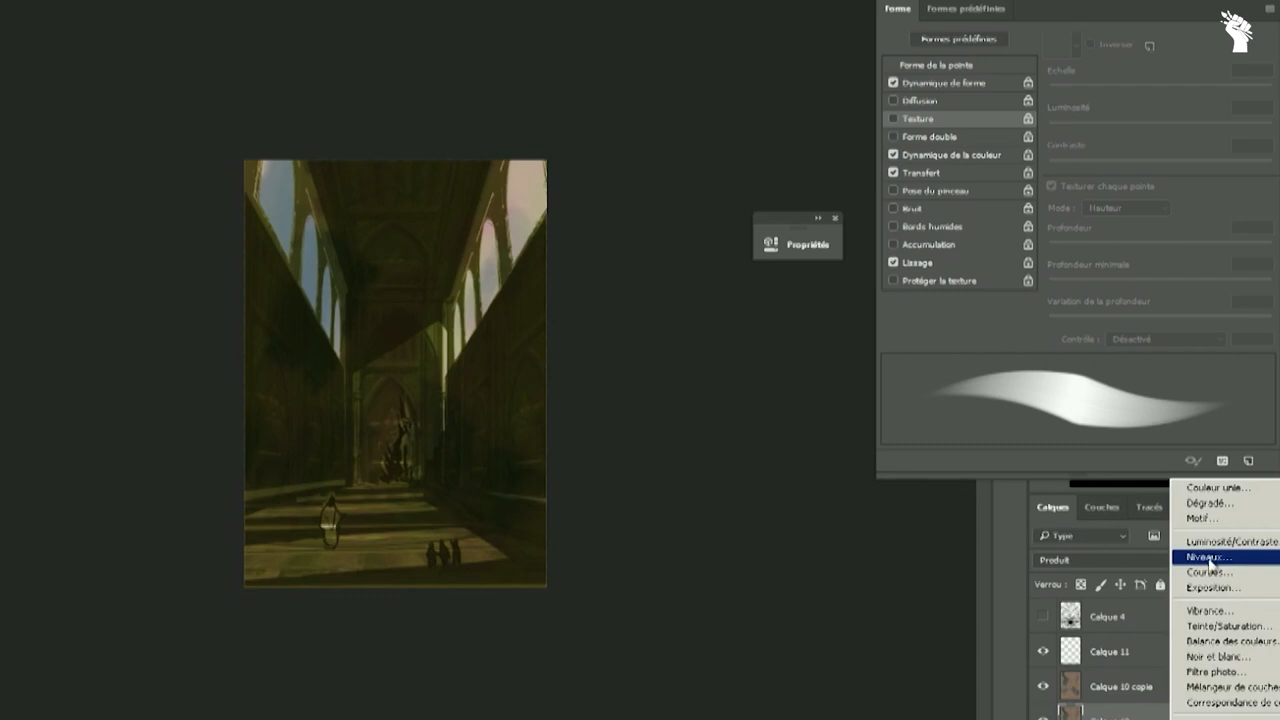 Forme
Formes prédéfinies
Formes prédéfinies
Inverser
Forme de la pointe
Echelle
Dynamique de forme
Diffusion
Luminosité
Texture
Forme double
Contraste
Dynamique de la couleur
Transfert
Texturer chaque pointe
Pose du pinceau
Mode : Hauteur
Bruit
Bords humides
Profondeur
Accumulation
Propriétés
Lissage
Profondeur minimale
Protéger la texture
Variation de la profondeur
Contrôle : Désactivé
Couleur unie...
Dégradé...
Calques
Couches
Tracés
Motif...
Type
Luminosité/Contraste
Produit
Niveaux...
Courbes...
Verrou :
Exposition...
Vibrance...
Calque 4
Teinte/Saturation...
Balance des couleurs
Calque 11
Noir et blanc...
Filtre photo...
Calque 10 copie
Mélangeur de couche
Correspondance de c